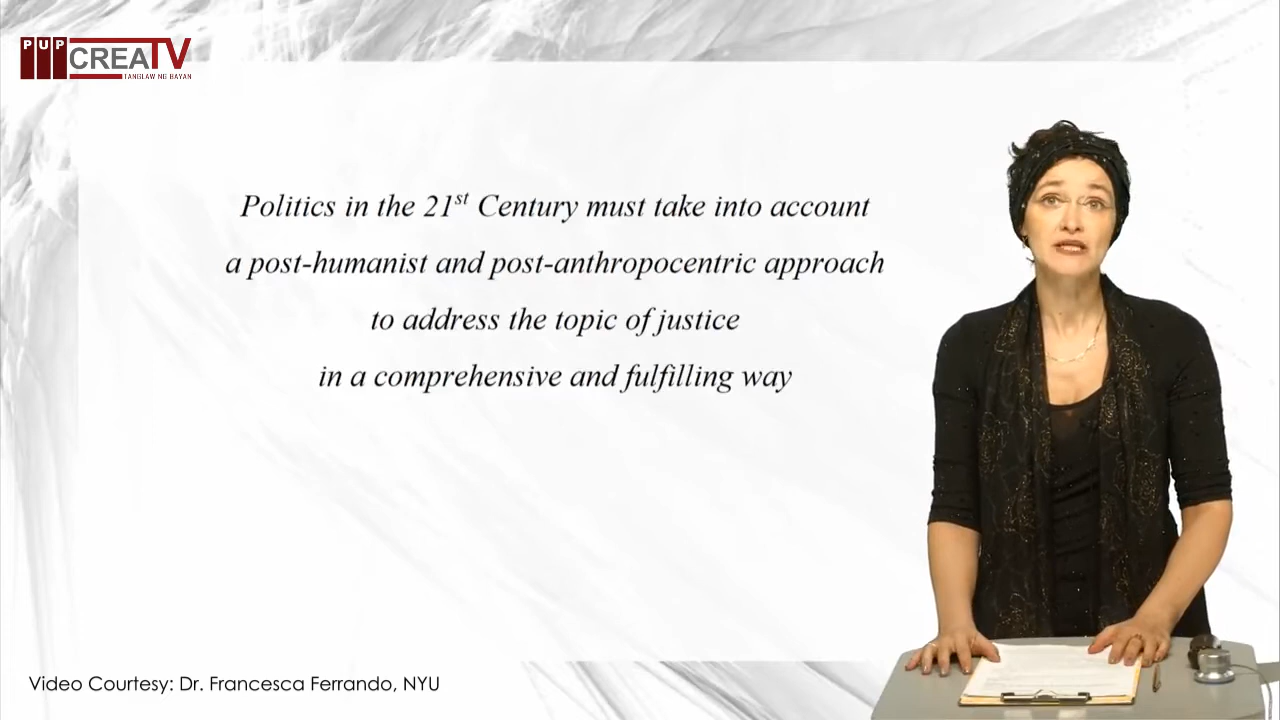 PUP CREATV
TANGLAW NG BAYAN
Politics in the 21st Century must take into account
a post-humanist and post-anthropocentric approach
to address the topic of justice
in a comprehensive and fulfilling way
Video Courtesy: Dr. Francesca Ferrando, NYU